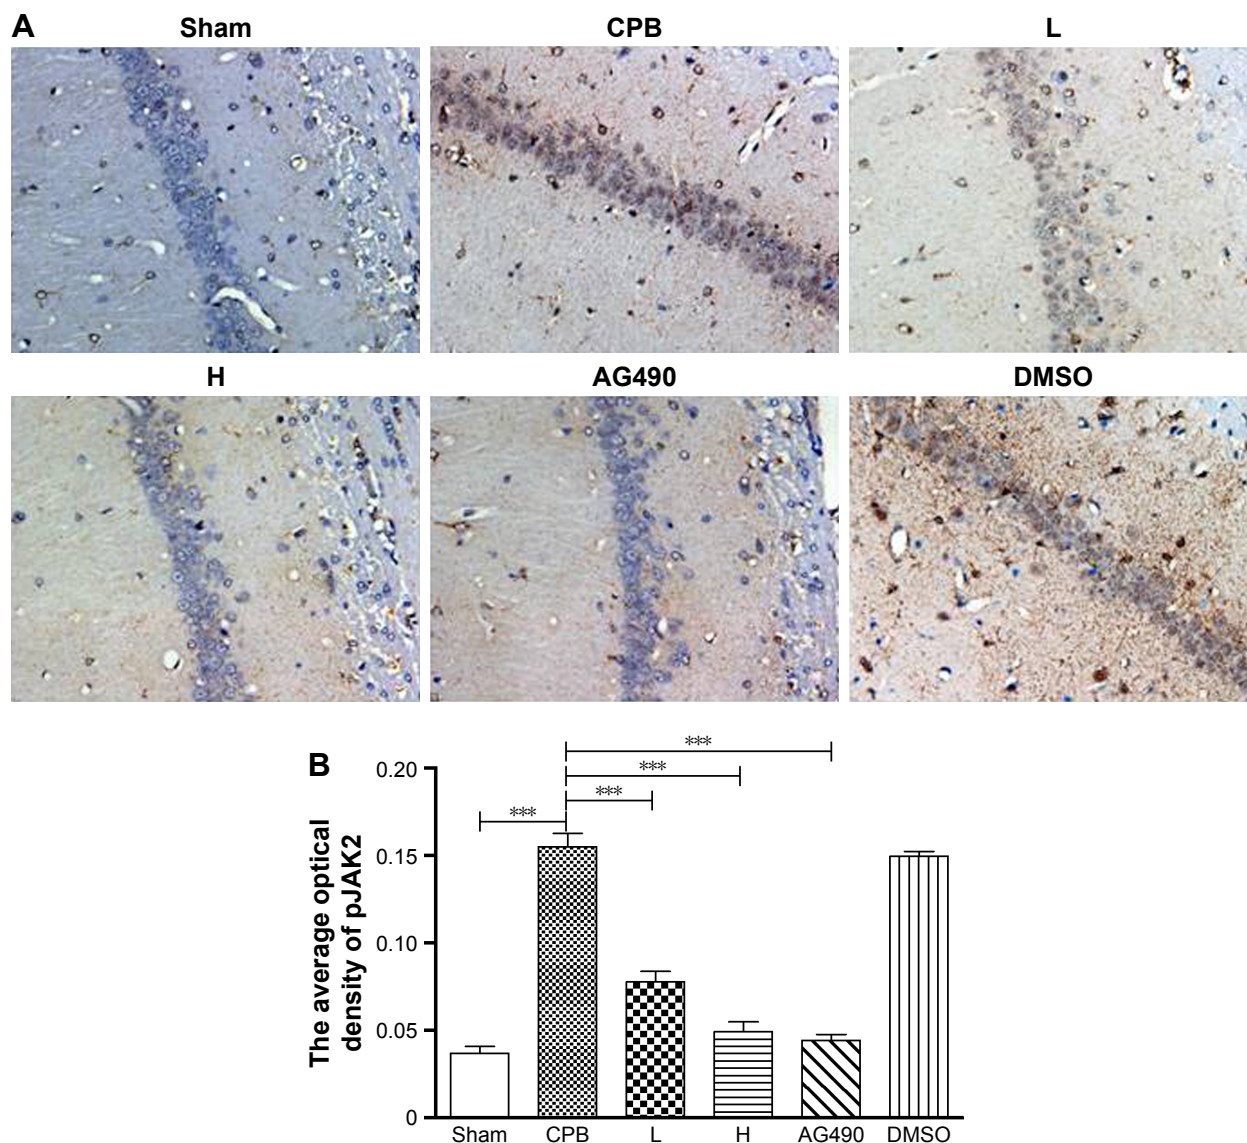 A
Sham
CPB
L
H
AG490
DMSO
B
***
***
***
***
The average optical
density of pJAK2
0.20
0.15
0.10
0.05
0
Sham
CPB
L
H
AG490
DMSO